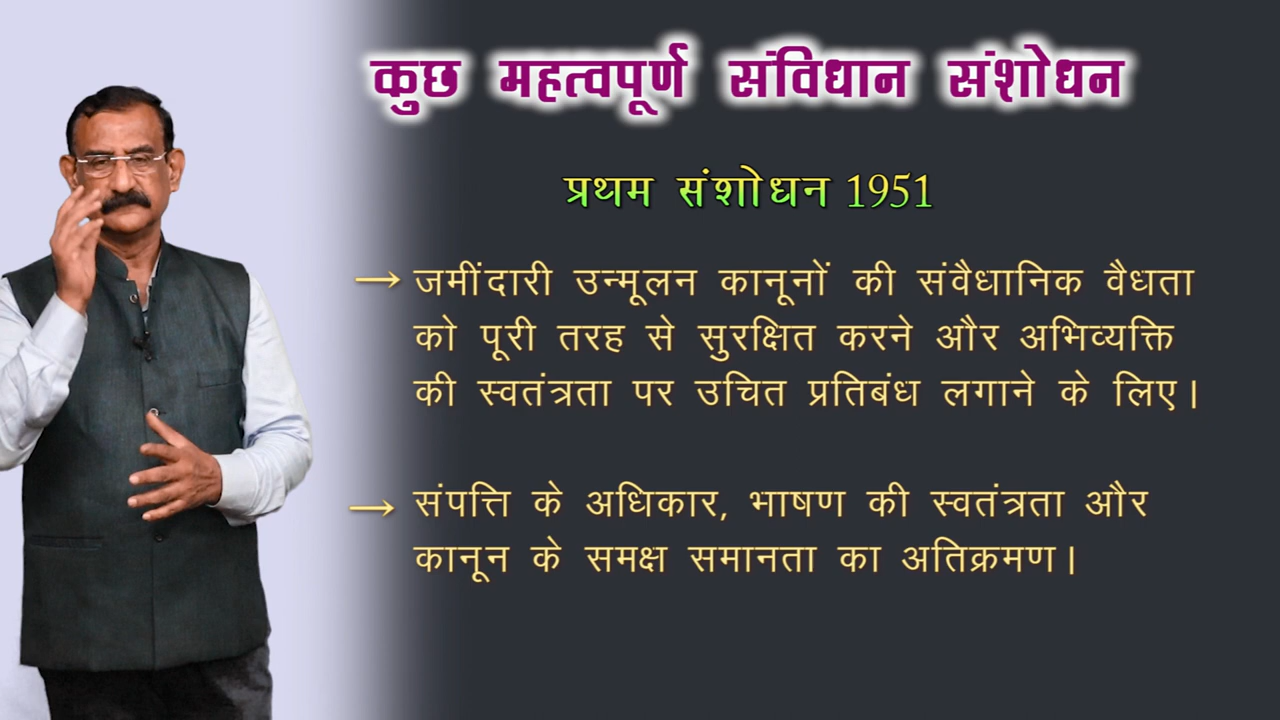 कुछ महत्वपूर्ण संविधान संशोधन
प्रथम संशोधन 1951
→ जमींदारी उन्मूलन कानूनों की संवैधानिक वैधता
को पूरी तरह से सुरक्षित करने और अभिव्यक्ति
की स्वतंत्रता पर उचित प्रतिबंध लगाने के लिए।
→ संपत्ति के अधिकार, भाषण की स्वतंत्रता और
कानून के समक्ष समानता का अतिक्रमण।